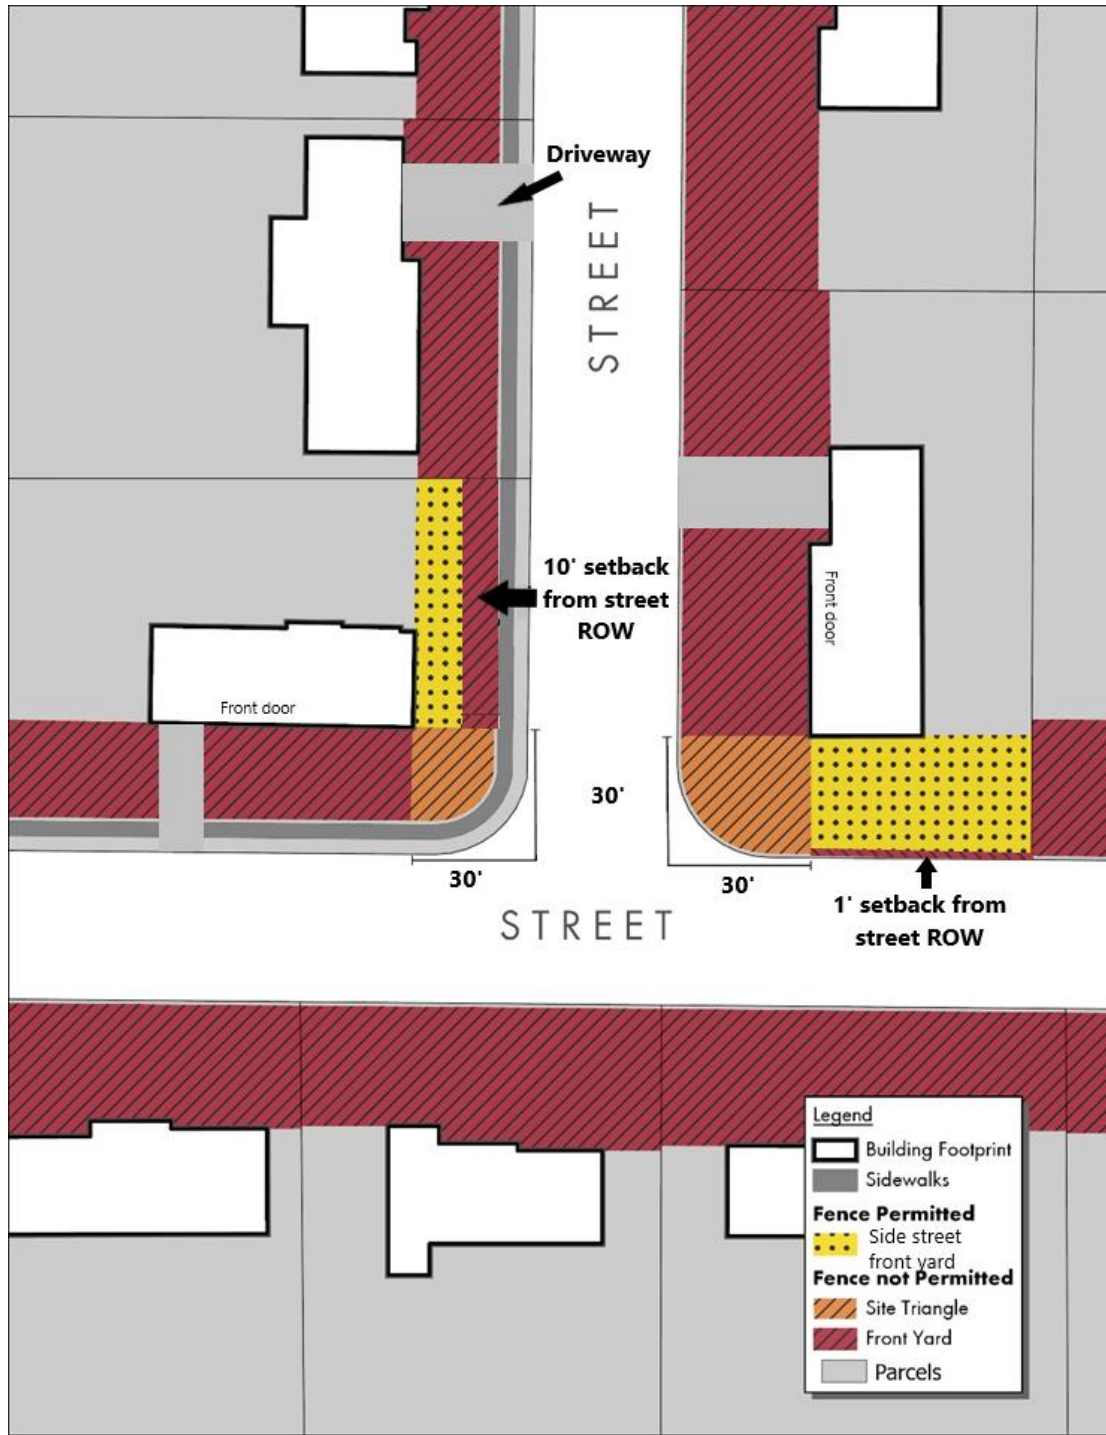 Driveway
STREET
10' setback
from street
ROW
Front door
Front door
30'
30'
30'
1' setback from
street ROW
STREET
Legend
Building Footprint
Sidewalks
Fence Permitted
Side street
front yard
Fence not Permitted
Site Triangle
Front Yard
Parcels